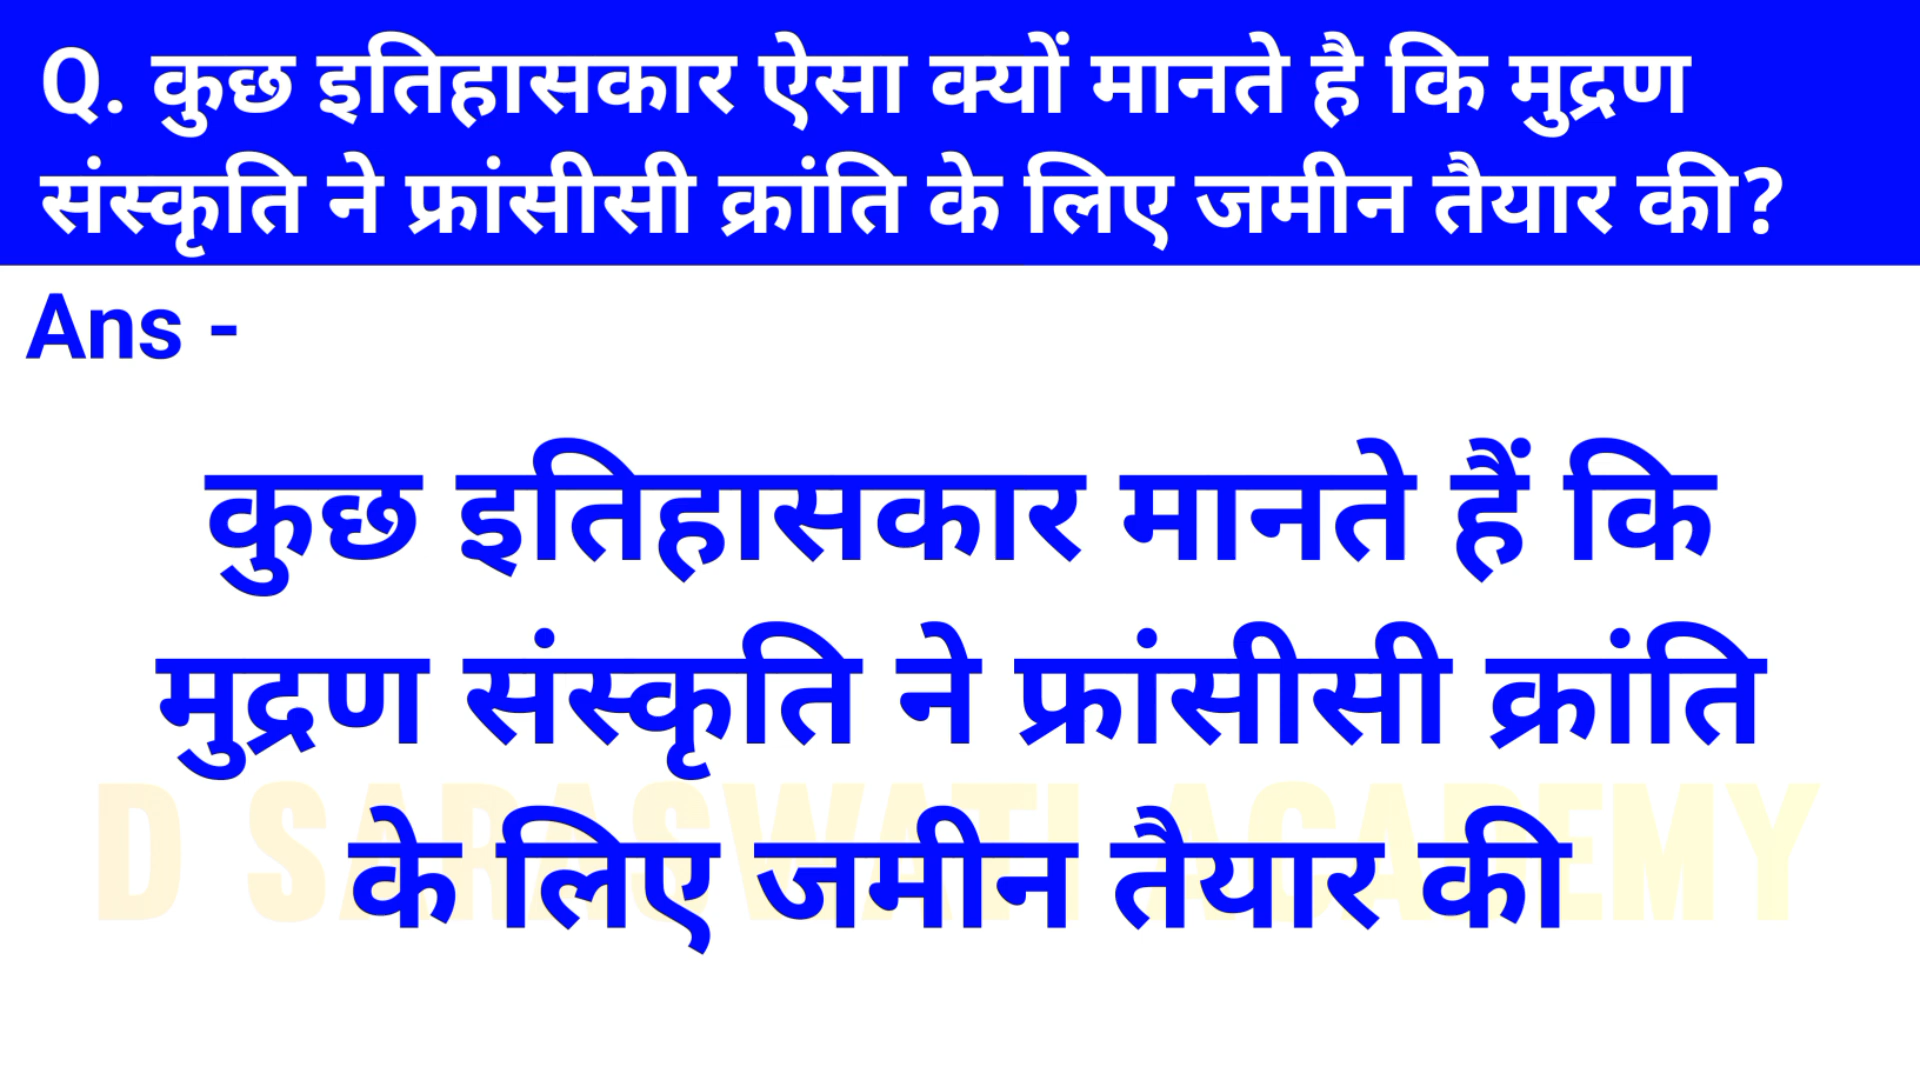 Q. कुछ इतिहासकार ऐसा क्यों मानते है कि मुद्रण
संस्कृति ने फ्रांसीसी क्रांति के लिए जमीन तैयार की?
Ans -
कुछ इतिहासकार मानते हैं कि
मुद्रण संस्कृति ने फ्रांसीसी क्रांति
के लिए जमीन तैयार की
D SARASWATI ACADEMY